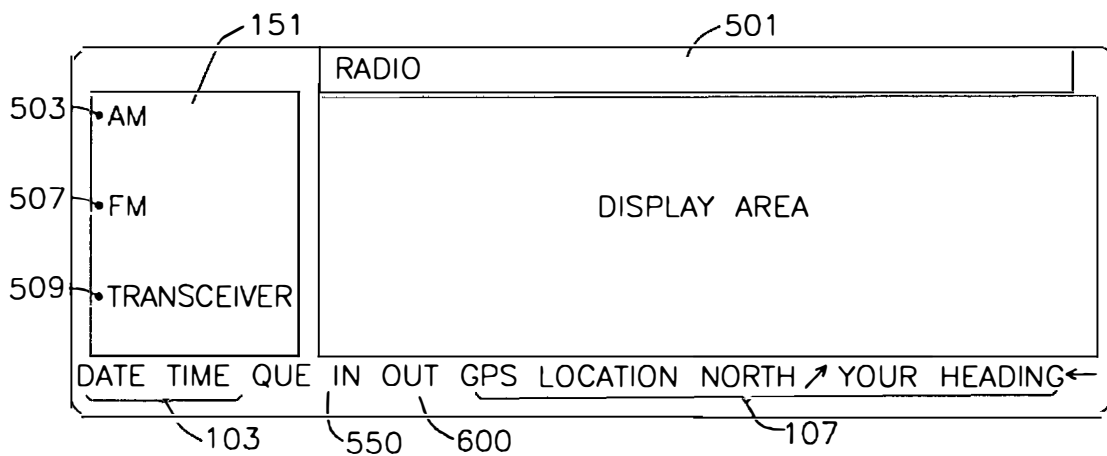 151
501
RADIO
503
AM
507
FM
DISPLAY AREA
509
TRANSCEIVER
DATE TIME QUE IN OUT GPS LOCATION NORTH ↗ YOUR HEADING ←
103
550
600
107